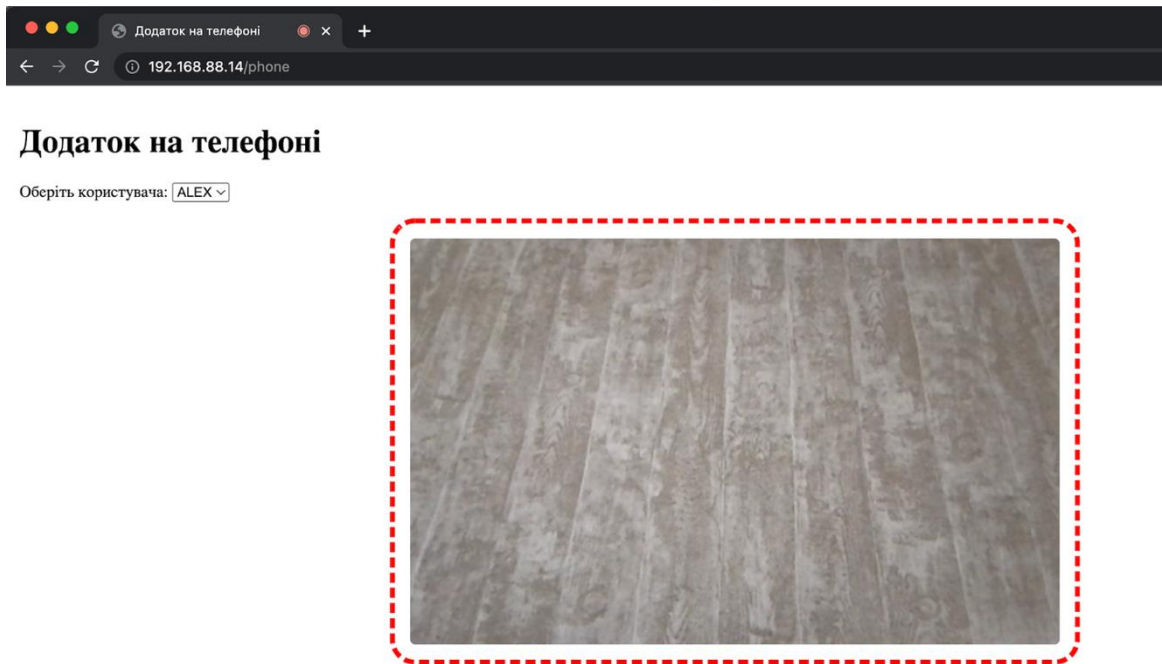 Додаток на телефоні
192.168.88.14/phone
Додаток на телефоні
Оберіть користувача: ALEX